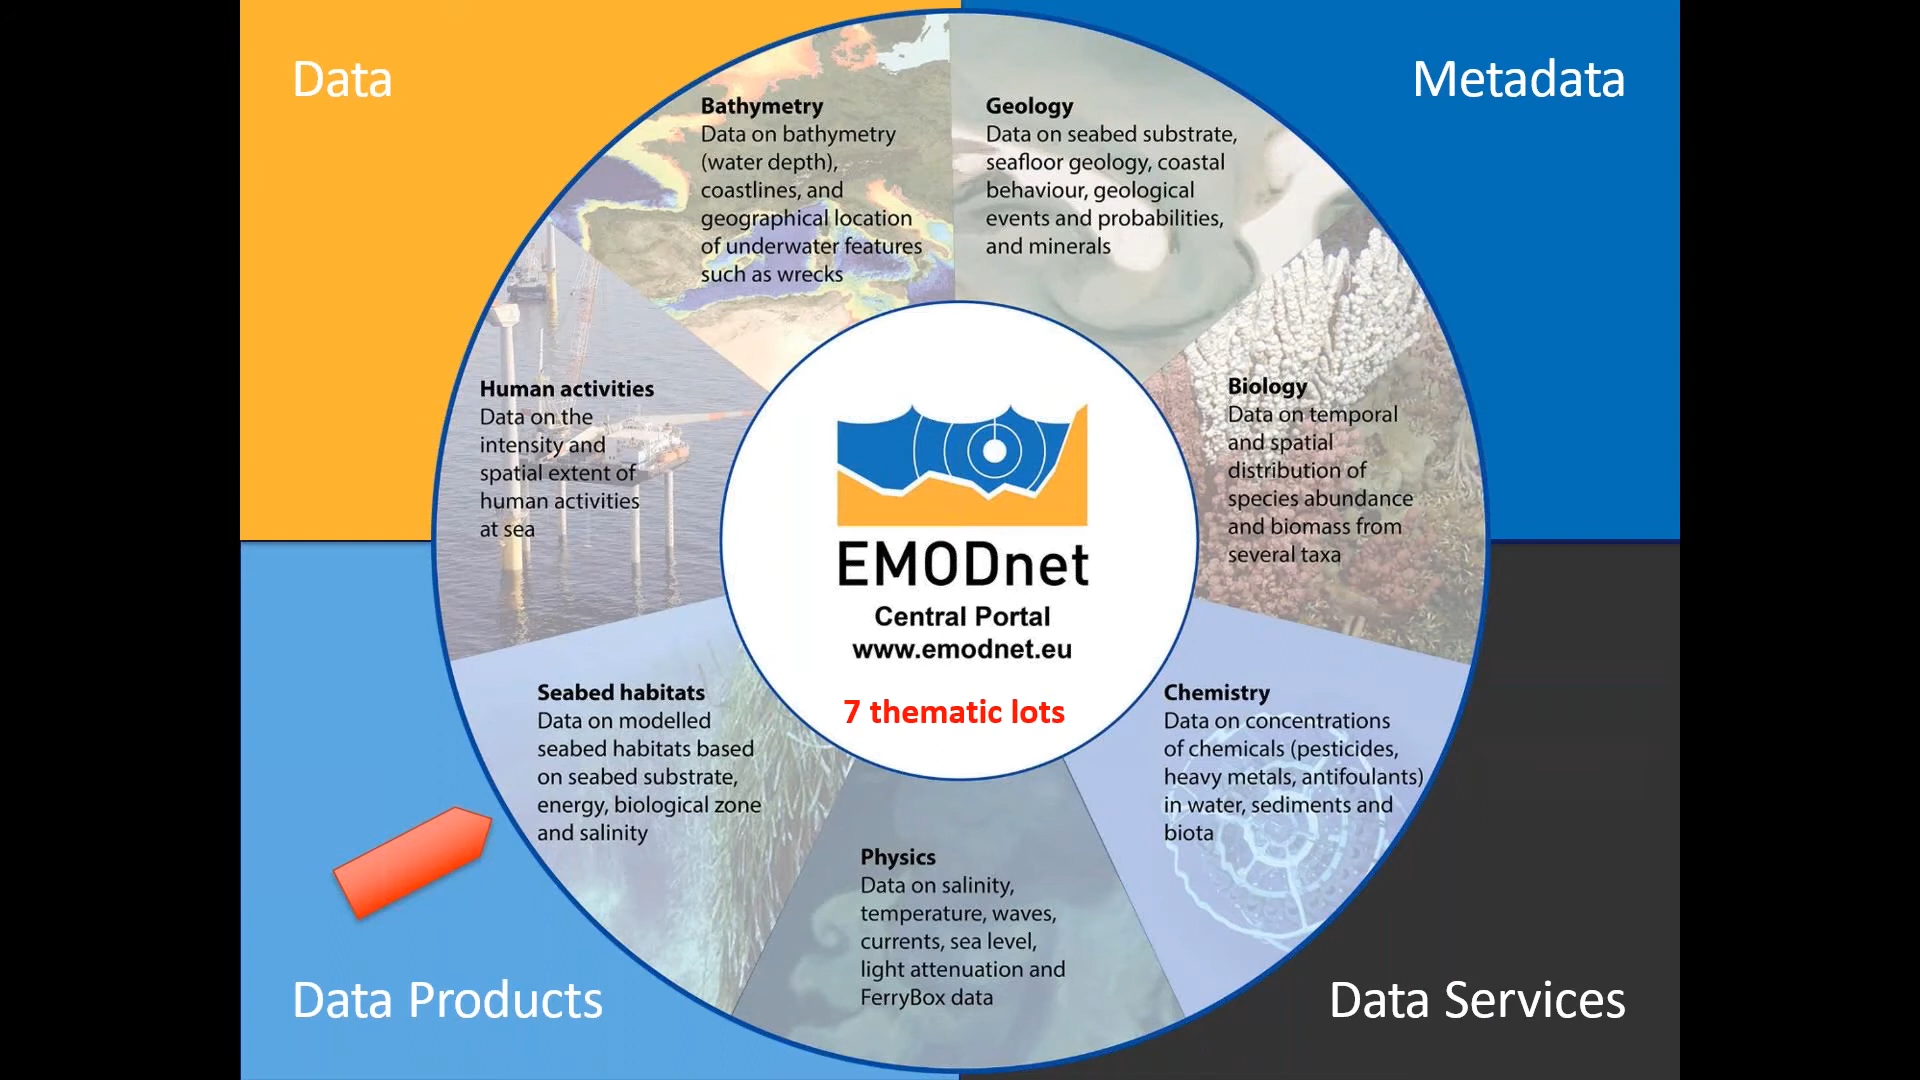 Data
Metadata
Bathymetry
Data on bathymetry
(water depth),
coastlines, and
geographical location
of underwater features
such as wrecks
Geology
Data on seabed substrate,
seafloor geology, coastal
behaviour, geological
events and probabilities,
and minerals
Human activities
Data on the
intensity and
spatial extent of
human activities
at sea
Biology
Data on temporal
and spatial
distribution of
species abundance
and biomass from
several taxa
EMODnet
Central Portal
www.emodnet.eu
7 thematic lots
Seabed habitats
Data on modelled
seabed habitats based
on seabed substrate,
energy, biological zone
and salinity
Chemistry
Data on concentrations
of chemicals (pesticides,
heavy metals, antifoulants)
in water, sediments and
biota
Physics
Data on salinity,
temperature, waves,
currents, sea level,
light attenuation and
FerryBox data
Data Products
Data Services